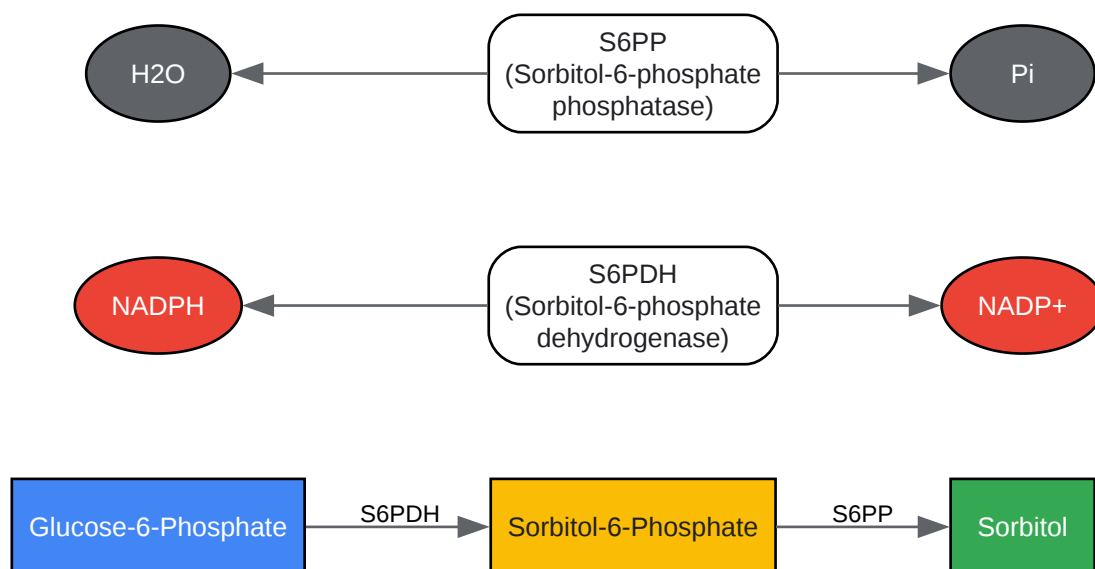 H2O
S6PP
(Sorbitol-6-phosphate
phosphatase)
Pi
NADPH
S6PDH
(Sorbitol-6-phosphate
dehydrogenase)
NADP+
Glucose-6-Phosphate
S6PDH
Sorbitol-6-Phosphate
S6PP
Sorbitol